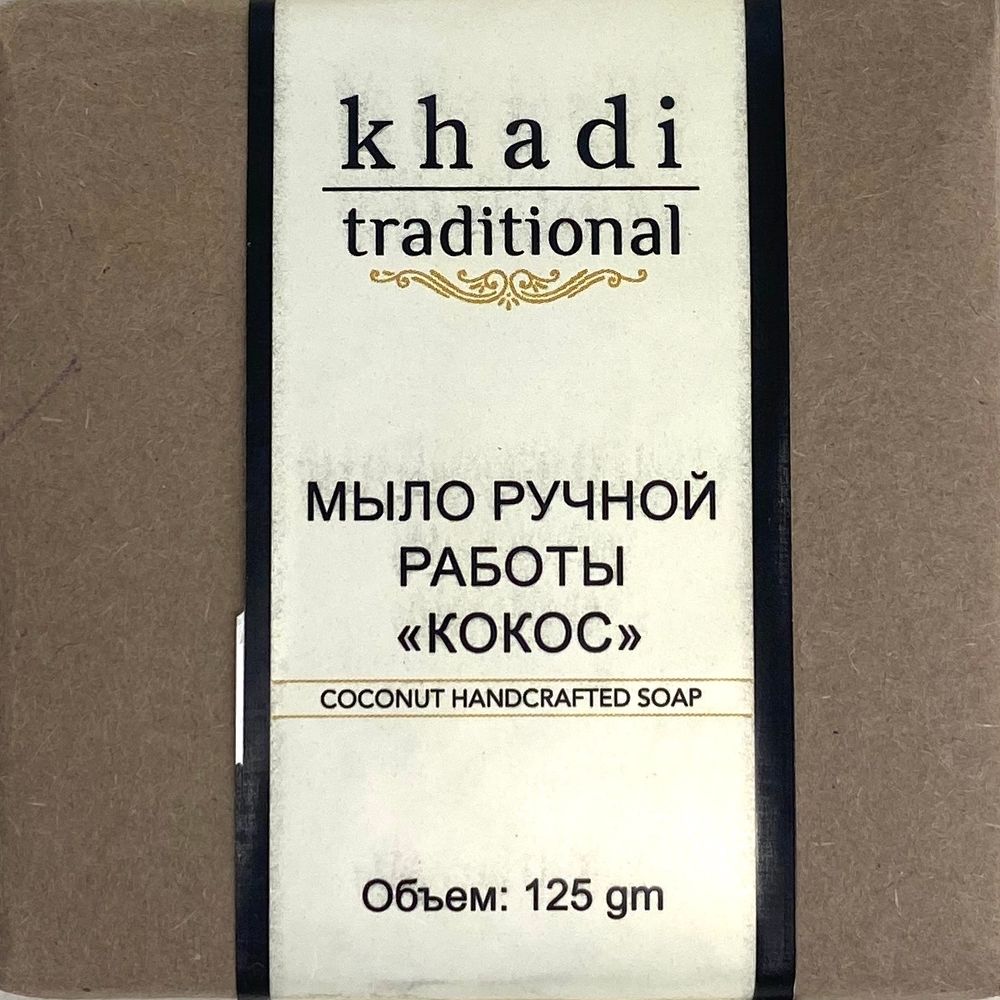 khadi
traditional
МЫЛО РУЧНОЙ
РАБОТЫ
«КОКОС»
COCONUT HANDCRAFTED SOAP
Объем: 125 gm